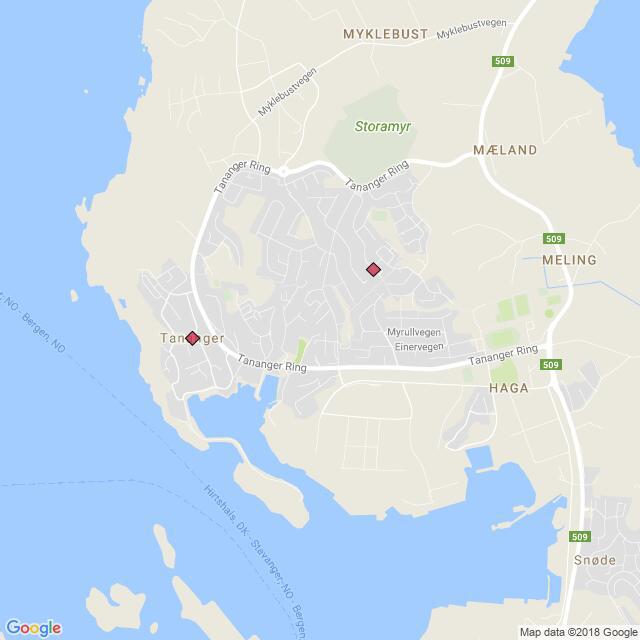 MYKLEBUST
Myklebustvegen
509
Myklebustvegen
Storamyr
MÆLAND
Tananger Ring
Tananger Ring
509
MELING
NO - Bergen, NO
Tananger
Myrullvegen
Einervegen
Tananger Ring
Tananger Ring
509
HAGA
Hirtshals, DK - Stavanger, NO - Bergen, NO
509
Snøde
Google
Map data ©2018 Google